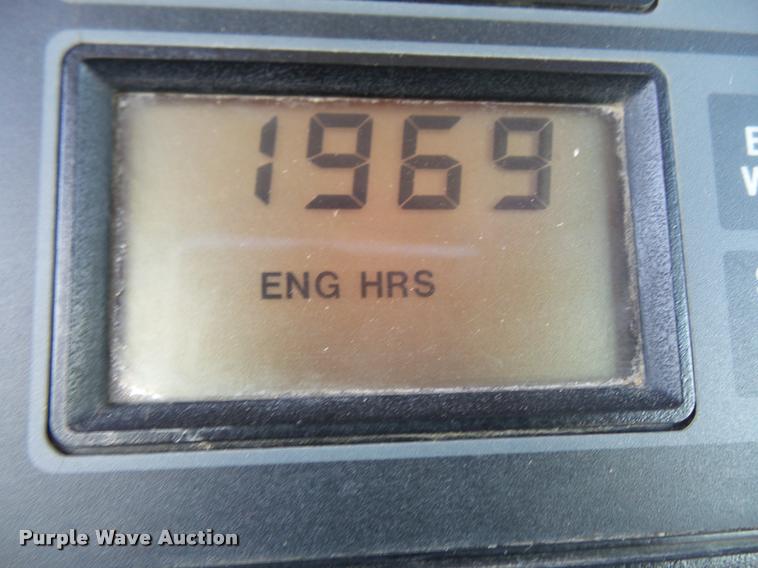 1969
ENG HRS
Purple Wave Auction